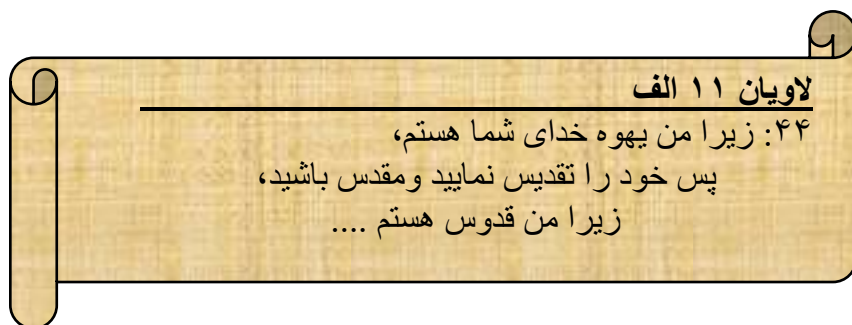 لاویان ۱۱ الف
۴۴: زیرا من یهوه خدای شما هستم،
پس خود را تقدیس نمایید ومقدس باشید،
زیرا من قدوس هستم ....